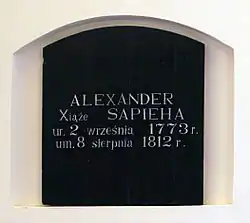 ALEXANDER
Xiąże SAPIEHA
ur. 2 września 1773 r.
um. 8 sierpnia 1812 r.